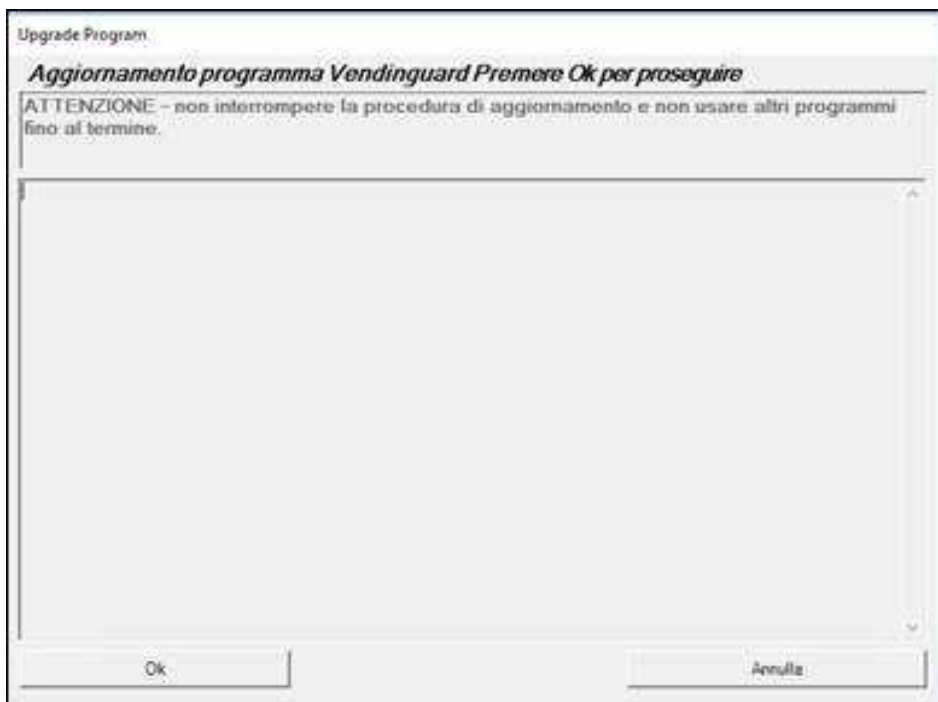 Upgrade Program
Aggiornamento programma Vendinguard Premere Ok per proseguire
ATTENZIONE - non interrompere la procedura di aggiornamento e non usare altri programmi
fino al termine.
Ok
Annulla